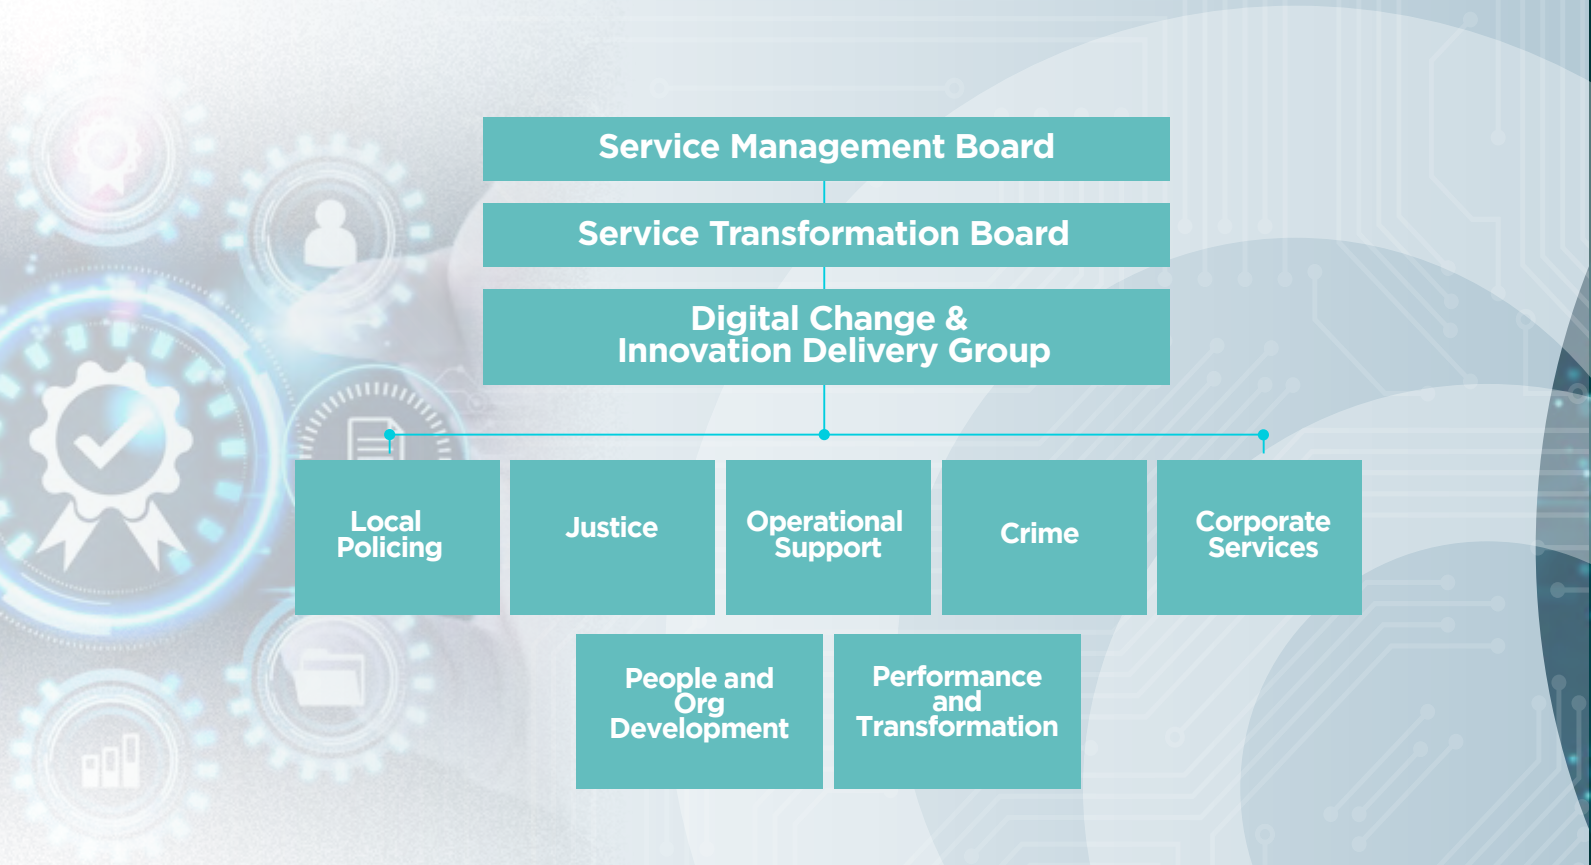 Service Management Board
Service Transformation Board
Digital Change &
Innovation Delivery Group
Local
Policing
Justice
Operational
Support
Crime
Corporate
Services
People and
Org
Development
Performance
and
Transformation